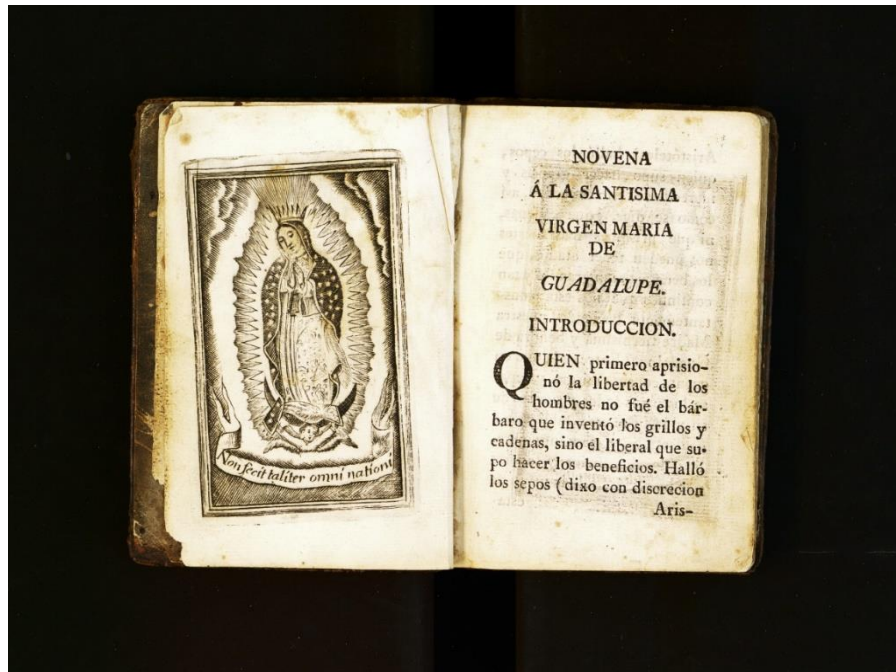 Non fecit taliter omni nationi
NOVENA
Á LA SANTISIMA
VIRGEN MARIA
DE
GUADALUPE.
INTRODUCCION.
QUIEN primero aprisio-
nó la libertad de los
hombres no fué el bár-
baro que inventó los grillos y
cadenas, sino el liberal que su-
po hacer los beneficios. Halló
los sepos (dixo con discrecion
Aris-